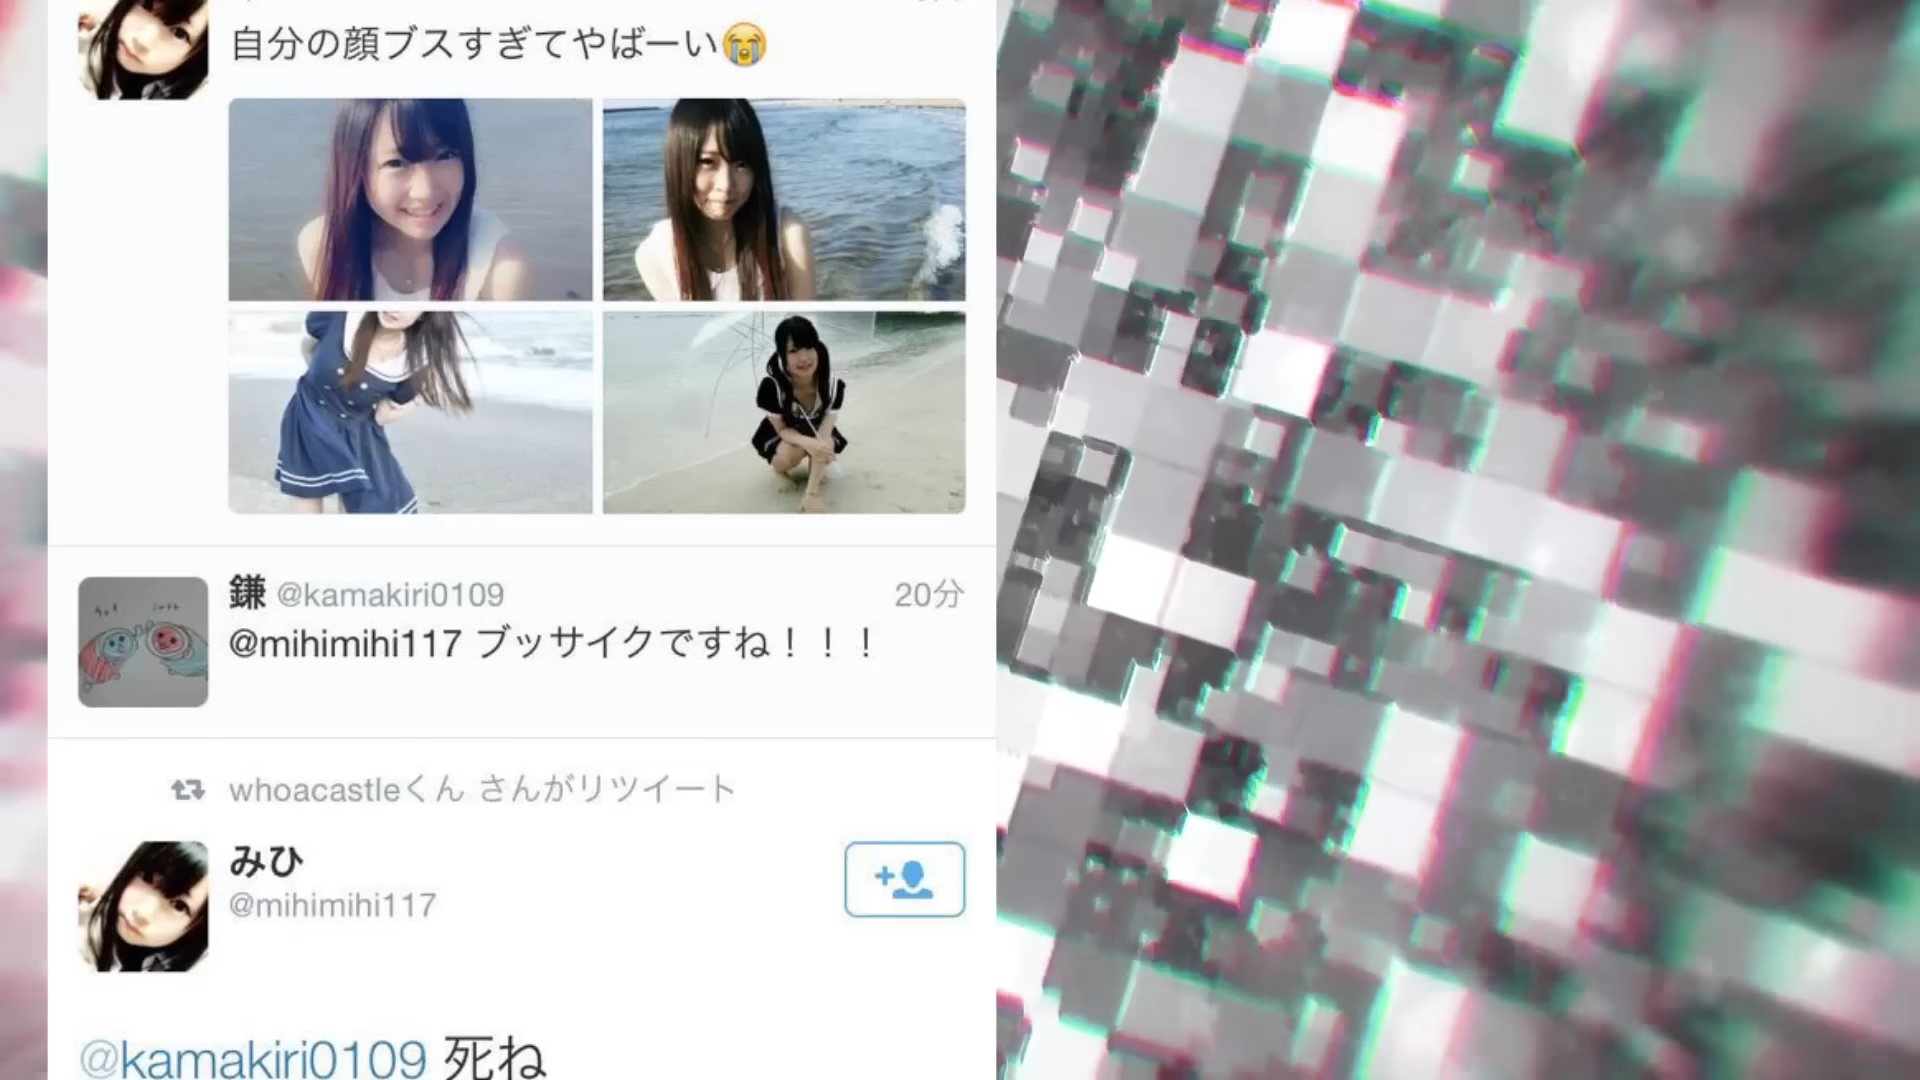 自分の顔ブスすぎてやばーい😭
鎌 @kamakiri0109 20分
@mihimihi117 ブッサイクですね！！！
whoacastleくん さんがリツイート
みひ
@mihimihi117
@kamakiri0109 死ね